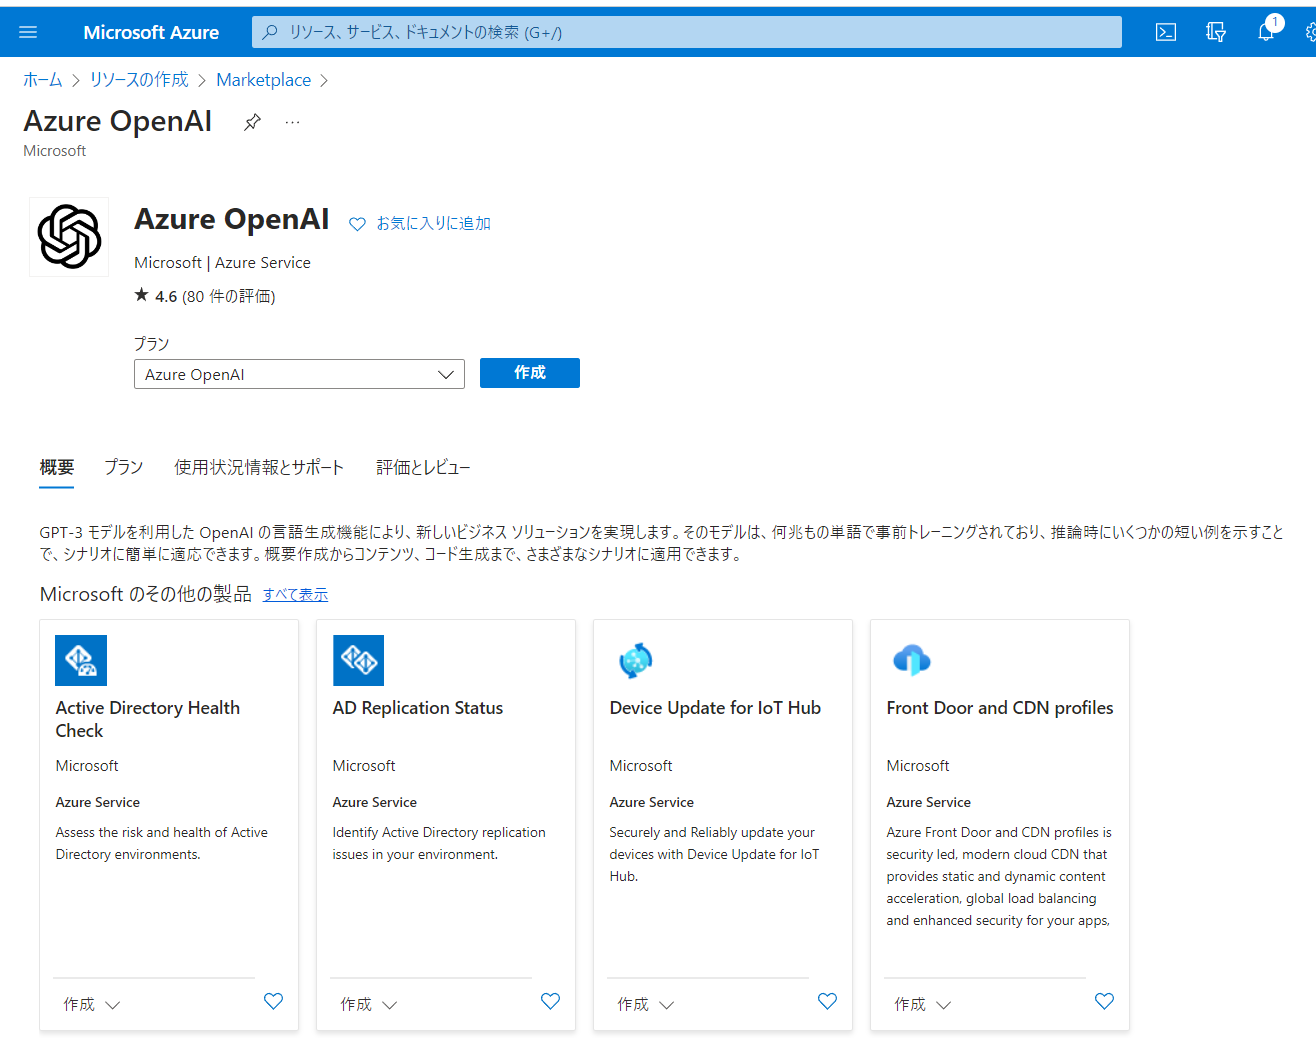 Microsoft Azure
リソース、サービス、ドキュメントの検索 (G+/)
1
ホーム > リソースの作成 > Marketplace >
Azure OpenAI
Microsoft
Azure OpenAI お気に入りに追加
Microsoft | Azure Service
★ 4.6 (80 件の評価)
プラン
Azure OpenAI 作成
概要 プラン 使用状況情報とサポート 評価とレビュー
GPT-3 モデルを利用した OpenAI の言語生成機能により、新しいビジネス ソリューションを実現します。そのモデルは、何兆もの単語で事前トレーニングされており、推論時にいくつかの短い例を示すこと
で、シナリオに簡単に適応できます。概要作成からコンテンツ、コード生成まで、さまざまなシナリオに適用できます。
Microsoft のその他の製品 すべて表示
Active Directory Health
Check
Microsoft
Azure Service
Assess the risk and health of Active
Directory environments.
作成
AD Replication Status
Microsoft
Azure Service
Identify Active Directory replication
issues in your environment.
作成
Device Update for IoT Hub
Microsoft
Azure Service
Securely and Reliably update your
devices with Device Update for IoT
Hub.
作成
Front Door and CDN profiles
Microsoft
Azure Service
Azure Front Door and CDN profiles is
security led, modern cloud CDN that
provides static and dynamic content
acceleration, global load balancing
and enhanced security for your apps,
作成